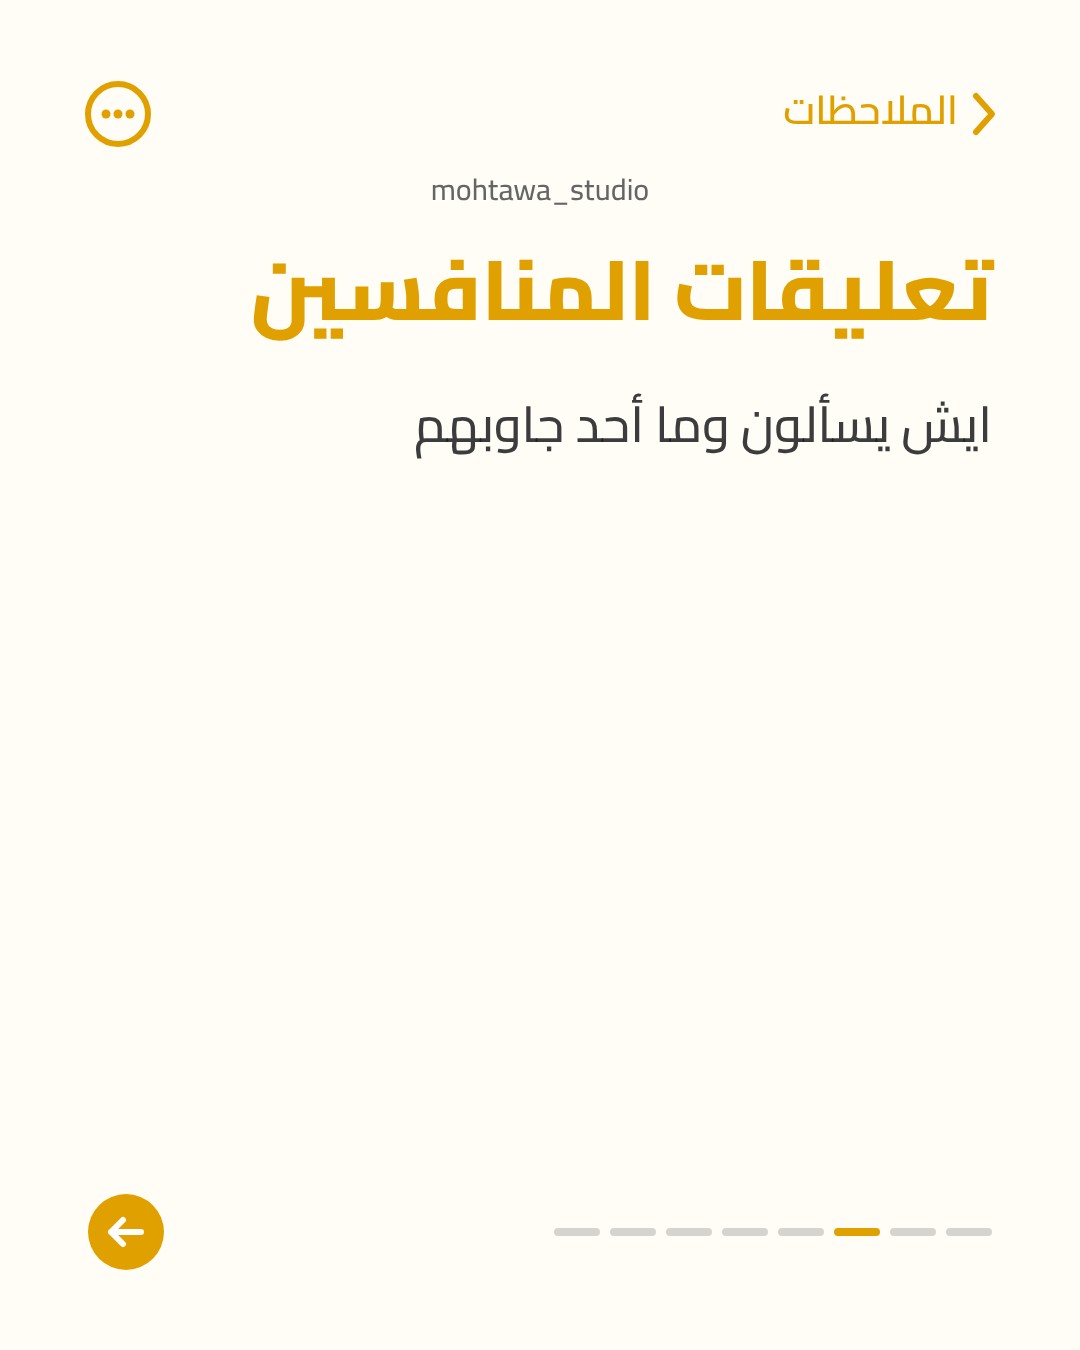 الملاحظات
mohtawa_studio
تعليقات المنافسين
ايش يسألون وما أحد جاوبهم